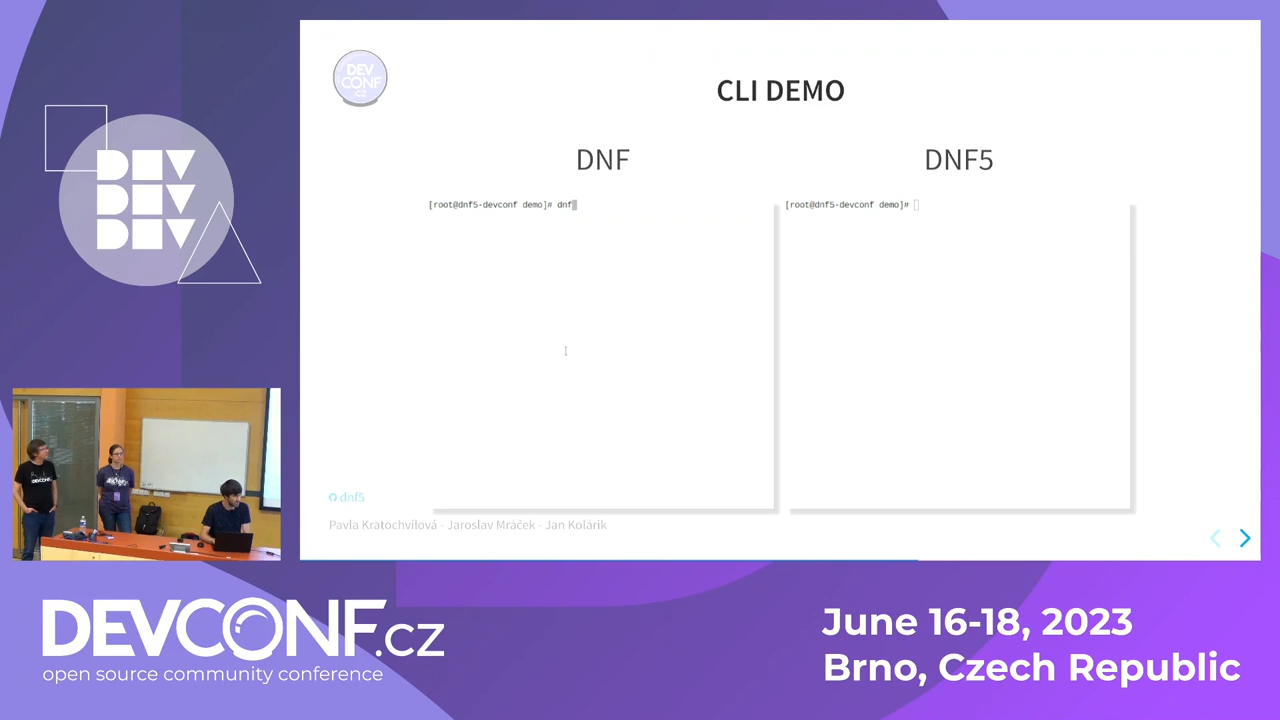 DEV
CONF
.CZ
CLI DEMO
DNF
DNF5
[root@dnf5-devconf demo]# dnf
[root@dnf5-devconf demo]#
DEV
DEV
DEV
dnf5
Pavla Kratochvílová - Jaroslav Mráček - Jan Kolárik
DEVCONF.cz
open source community conference
June 16-18, 2023
Brno, Czech Republic